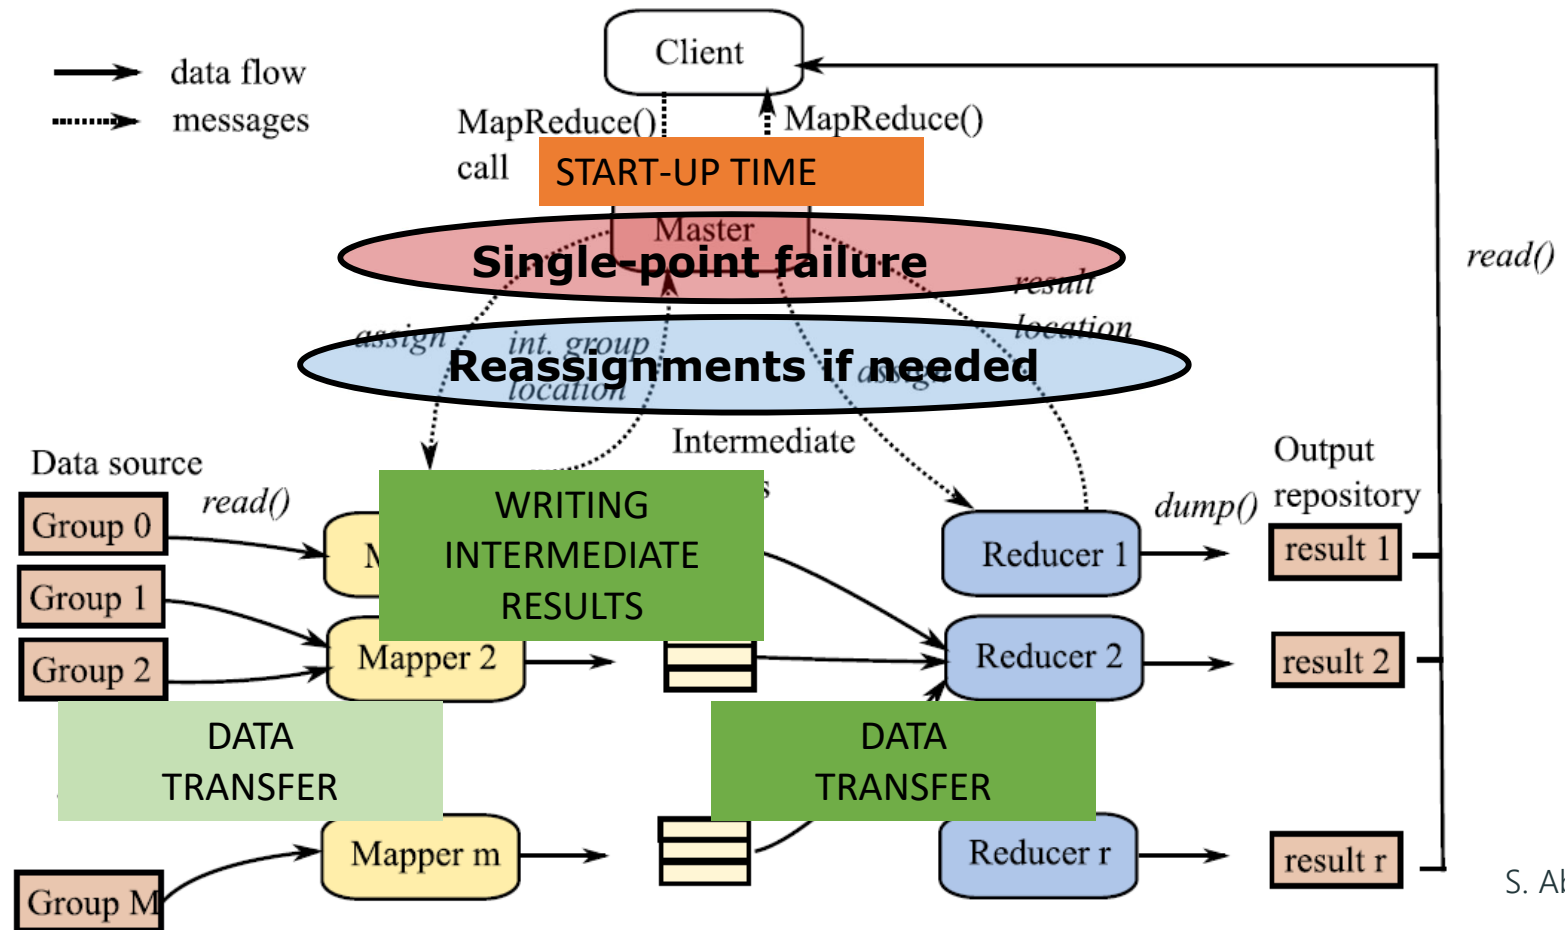 Client
data flow
messages
MapReduce()
call
MapReduce()
START-UP TIME
Master
Single-point failure
read()
result
location
assign
int. group
location
Reassignments if needed
assign
Intermediate
Data source
read()
WRITING
INTERMEDIATE
RESULTS
s
Output
repository
dump()
Group 0
M
Reducer 1
result 1
Group 1
Group 2
Mapper 2
Reducer 2
result 2
DATA
TRANSFER
DATA
TRANSFER
Mapper m
Reducer r
result r
Group M
S. Ab